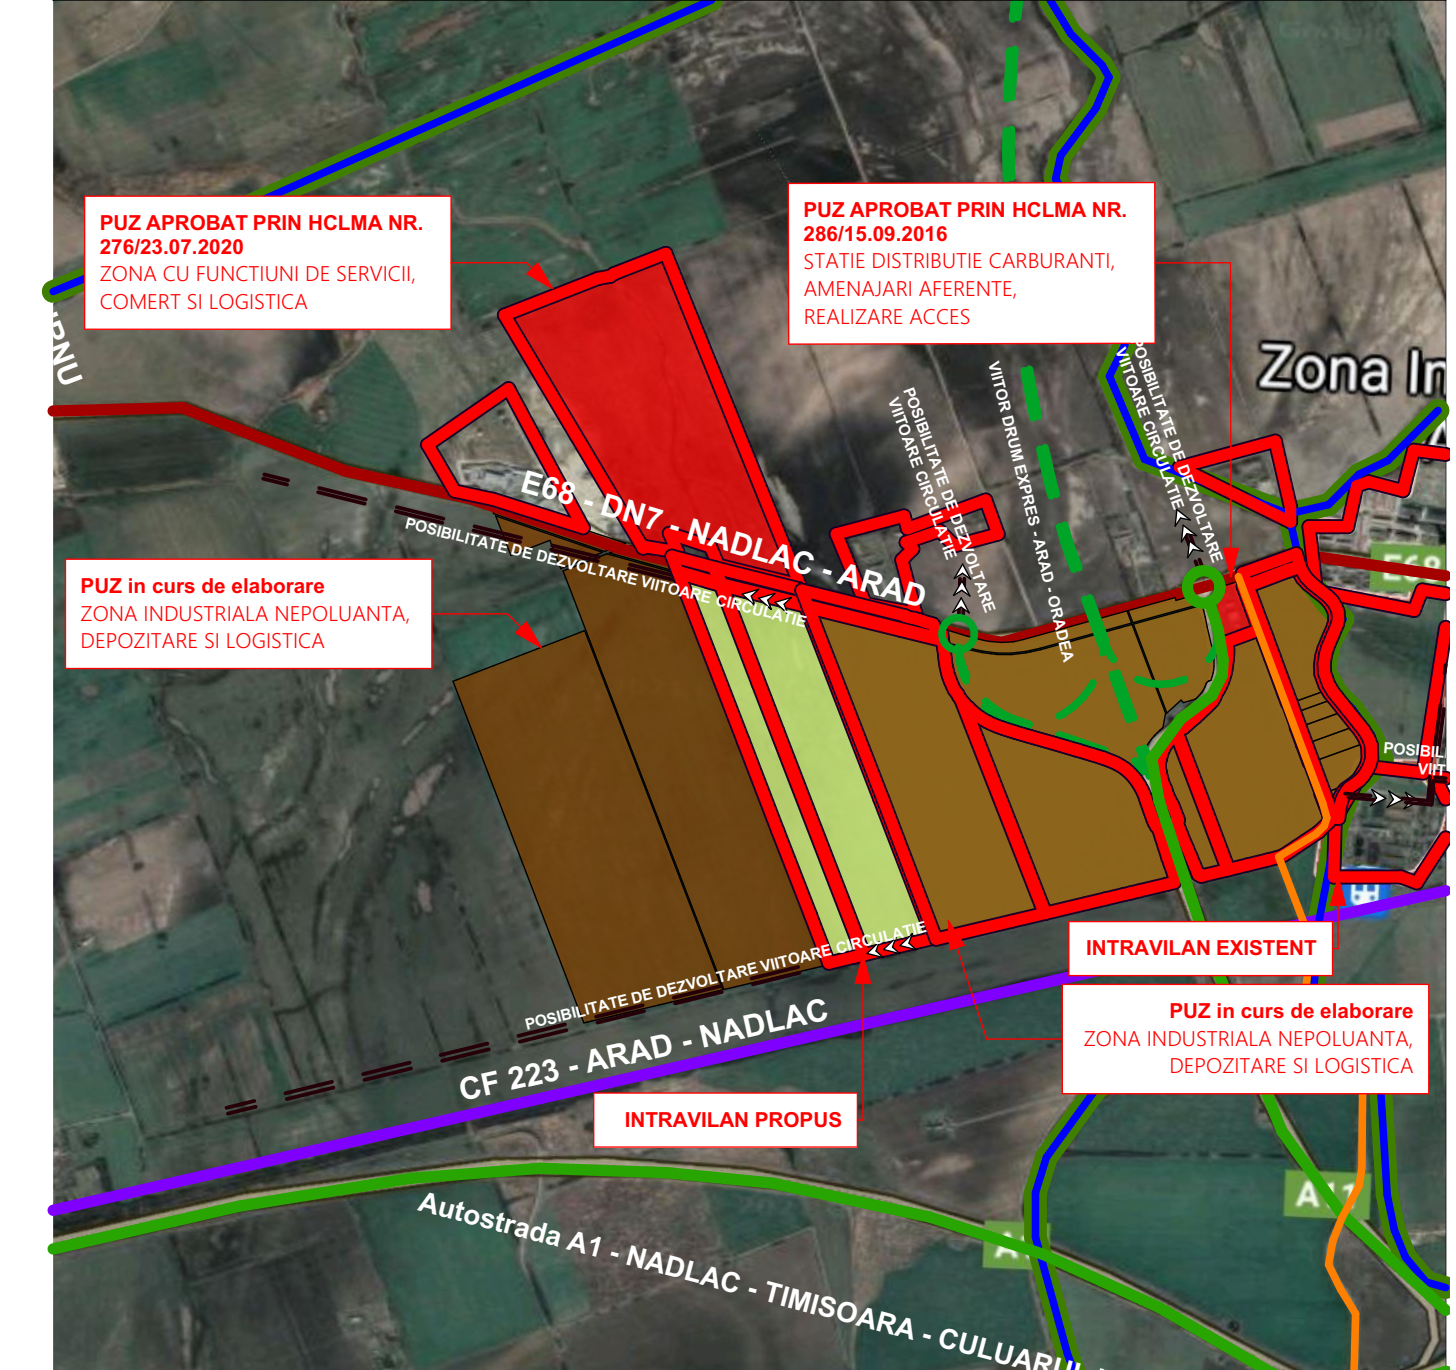 PUZ APROBAT PRIN HCLMA NR.
276/23.07.2020
ZONA CU FUNCTIUNI DE SERVICII,
COMERT SI LOGISTICA
PUZ APROBAT PRIN HCLMA NR.
286/15.09.2016
STATIE DISTRIBUTIE CARBURANTI,
AMENAJARI AFERENTE,
REALIZARE ACCES
Zona In
E68 - DN7 - NADLAC - ARAD
POSIBILITATE DE DEZVOLTARE VIITOARE CIRCULATIE
POSIBILITATE DE DEZVOLTARE
VIITOARE CIRCULATIE
VIITOR DRUM EXPRES - ARAD - ORADEA
POSIBILITATE DE DEZVOLTARE
VIITOARE CIRCULATIE
E68
PUZ in curs de elaborare
ZONA INDUSTRIALA NEPOLUANTA,
DEPOZITARE SI LOGISTICA
POSIBIL
VIIT
POSIBILITATE DE DEZVOLTARE VIITOARE CIRCULATIE
INTRAVILAN EXISTENT
PUZ in curs de elaborare
ZONA INDUSTRIALA NEPOLUANTA,
DEPOZITARE SI LOGISTICA
CF 223 - ARAD - NADLAC
INTRAVILAN PROPUS
Autostrada A1 - NADLAC - TIMISOARA - CULUARUL